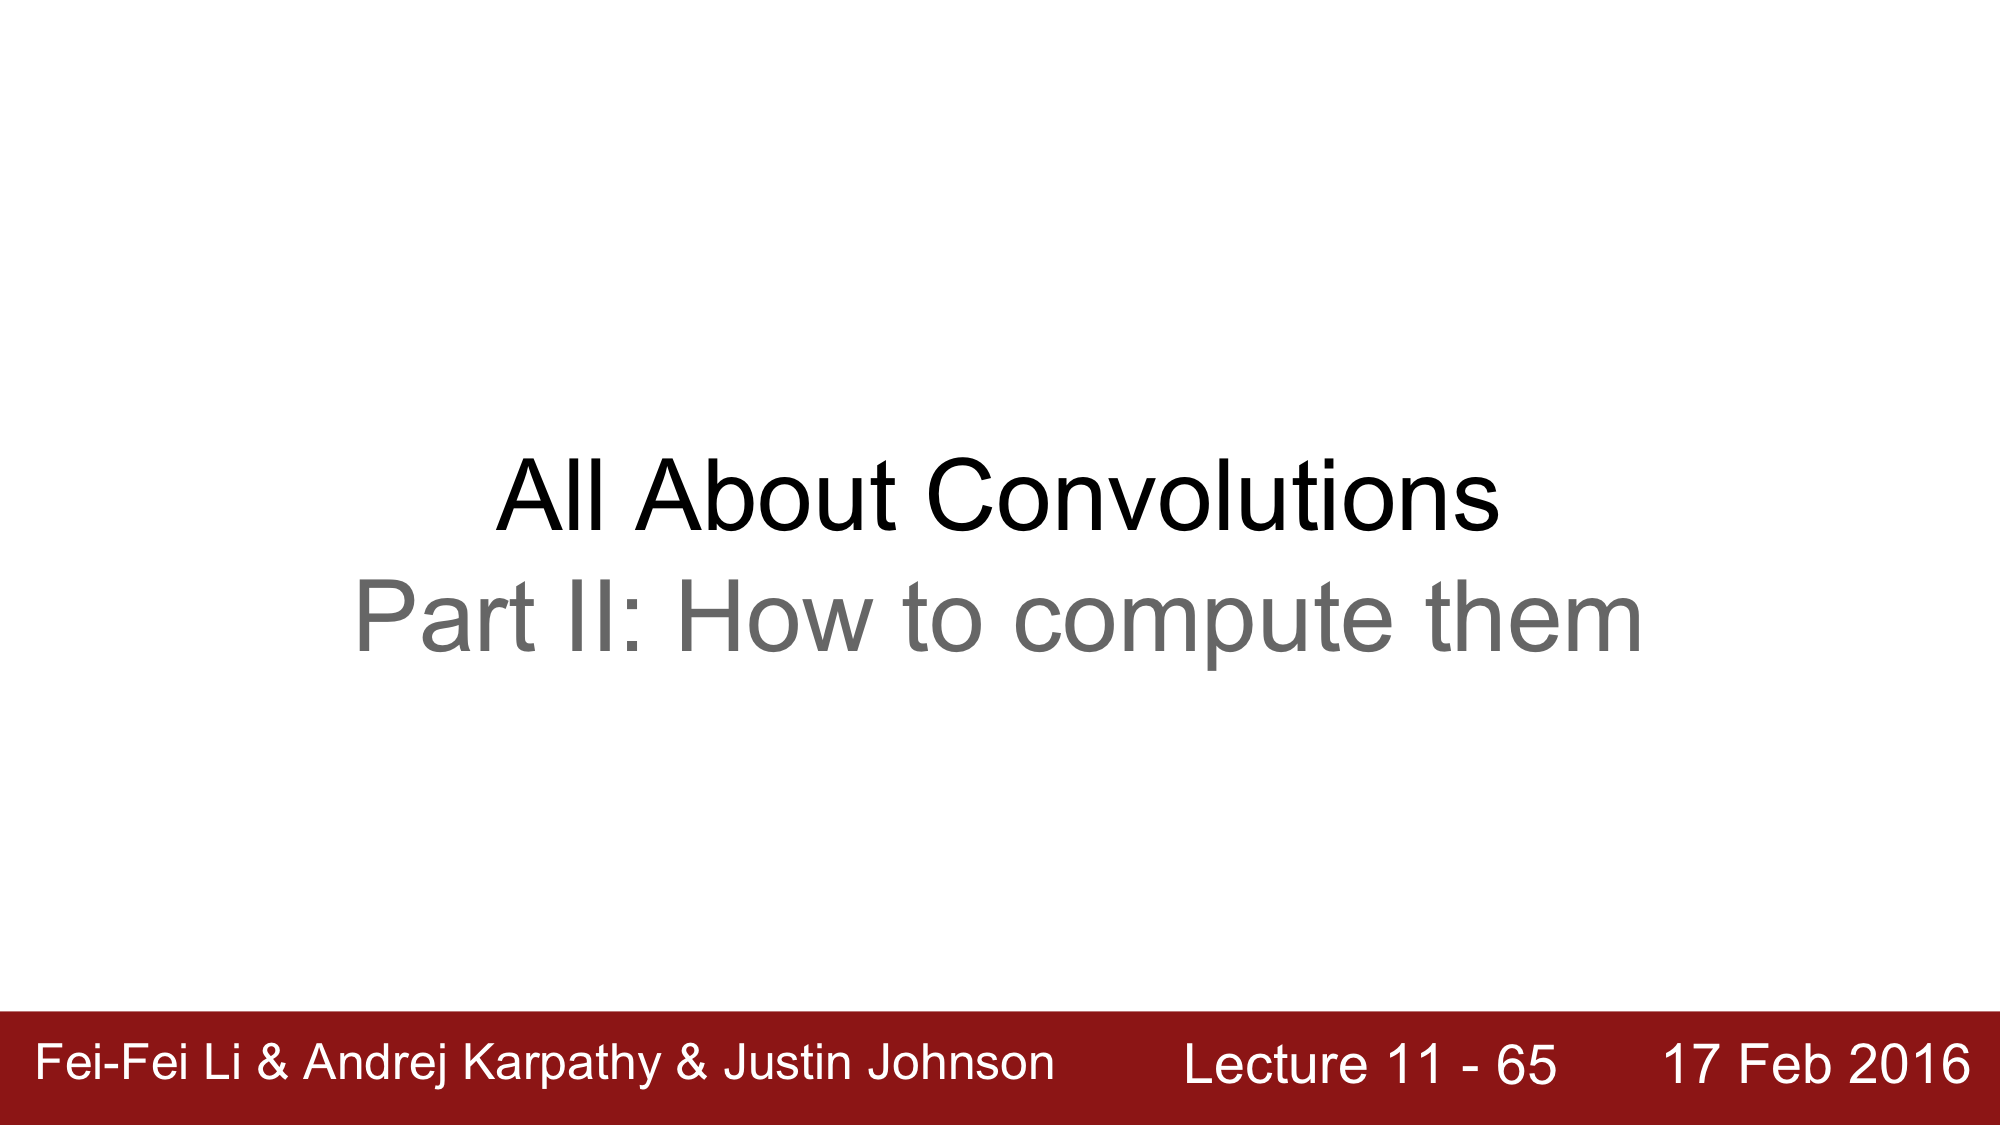 All About Convolutions
Part II: How to compute them
Fei-Fei Li & Andrej Karpathy & Justin Johnson Lecture 11 - 65 17 Feb 2016